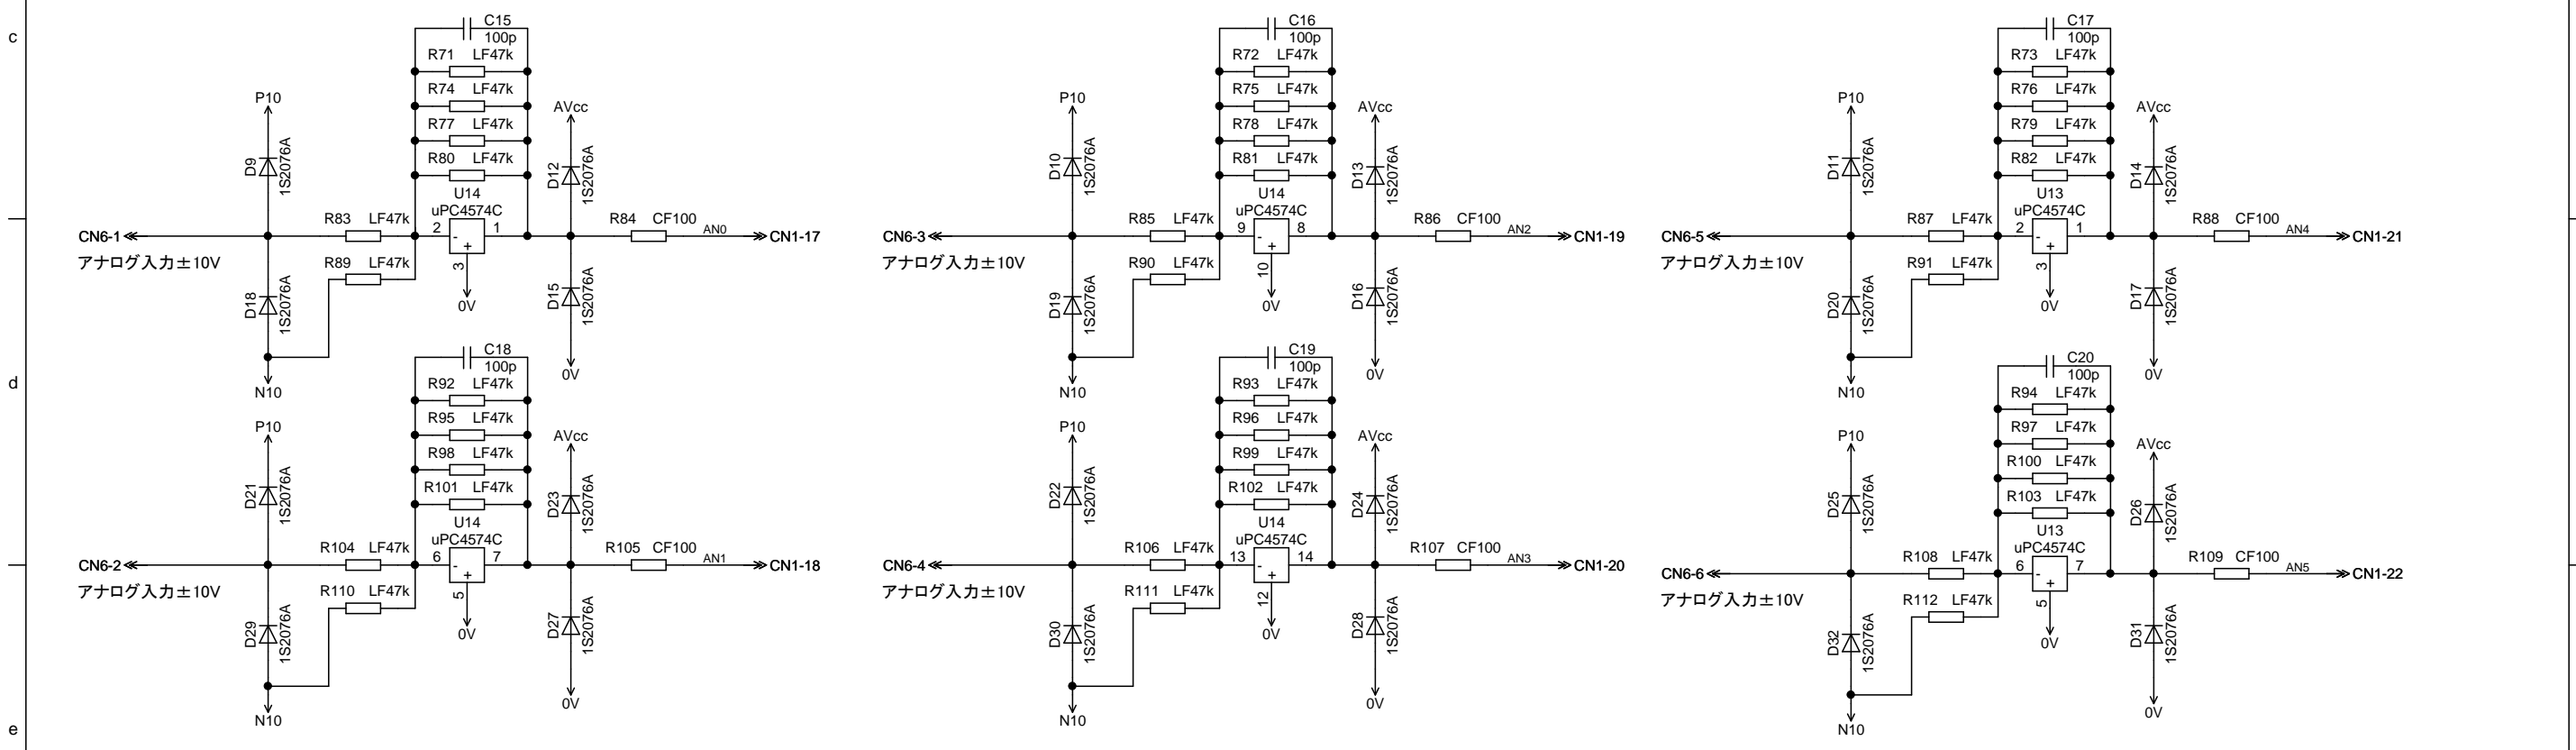 c
d
e
C15
100p
R71 LF47k
R74 LF47k
R77 LF47k
R80 LF47k
U14
uPC4574C
2 - 1
+
3
0V
P10
D9
1S2076A
AVcc
D12
1S2076A
R83 LF47k
R84 CF100
AN0
CN6-1
CN1-17
アナログ入力±10V
R89 LF47k
D18
1S2076A
D15
1S2076A
N10
0V
C16
100p
R72 LF47k
R75 LF47k
R78 LF47k
R81 LF47k
U14
uPC4574C
9 - 8
+
10
0V
P10
D10
1S2076A
AVcc
D13
1S2076A
R85 LF47k
R86 CF100
AN2
CN6-3
CN1-19
アナログ入力±10V
R90 LF47k
D19
1S2076A
D16
1S2076A
N10
0V
C17
100p
R73 LF47k
R76 LF47k
R79 LF47k
R82 LF47k
U13
uPC4574C
2 - 1
+
3
0V
P10
D11
1S2076A
AVcc
D14
1S2076A
R87 LF47k
R88 CF100
AN4
CN6-5
CN1-21
アナログ入力±10V
R91 LF47k
D20
1S2076A
D17
1S2076A
N10
0V
C18
100p
R92 LF47k
R95 LF47k
R98 LF47k
R101 LF47k
U14
uPC4574C
6 - 7
+
5
0V
P10
D21
1S2076A
AVcc
D23
1S2076A
R104 LF47k
R105 CF100
AN1
CN6-2
CN1-18
アナログ入力±10V
R110 LF47k
D29
1S2076A
D27
1S2076A
N10
0V
C19
100p
R93 LF47k
R96 LF47k
R99 LF47k
R102 LF47k
U14
uPC4574C
13 - 14
+
12
0V
P10
D22
1S2076A
AVcc
D24
1S2076A
R106 LF47k
R107 CF100
AN3
CN6-4
CN1-20
アナログ入力±10V
R111 LF47k
D30
1S2076A
D28
1S2076A
N10
0V
C20
100p
R94 LF47k
R97 LF47k
R100 LF47k
R103 LF47k
U13
uPC4574C
6 - 7
+
5
0V
P10
D25
1S2076A
AVcc
D26
1S2076A
R108 LF47k
R109 CF100
AN5
CN6-6
CN1-22
アナログ入力±10V
R112 LF47k
D32
1S2076A
D31
1S2076A
N10
0V